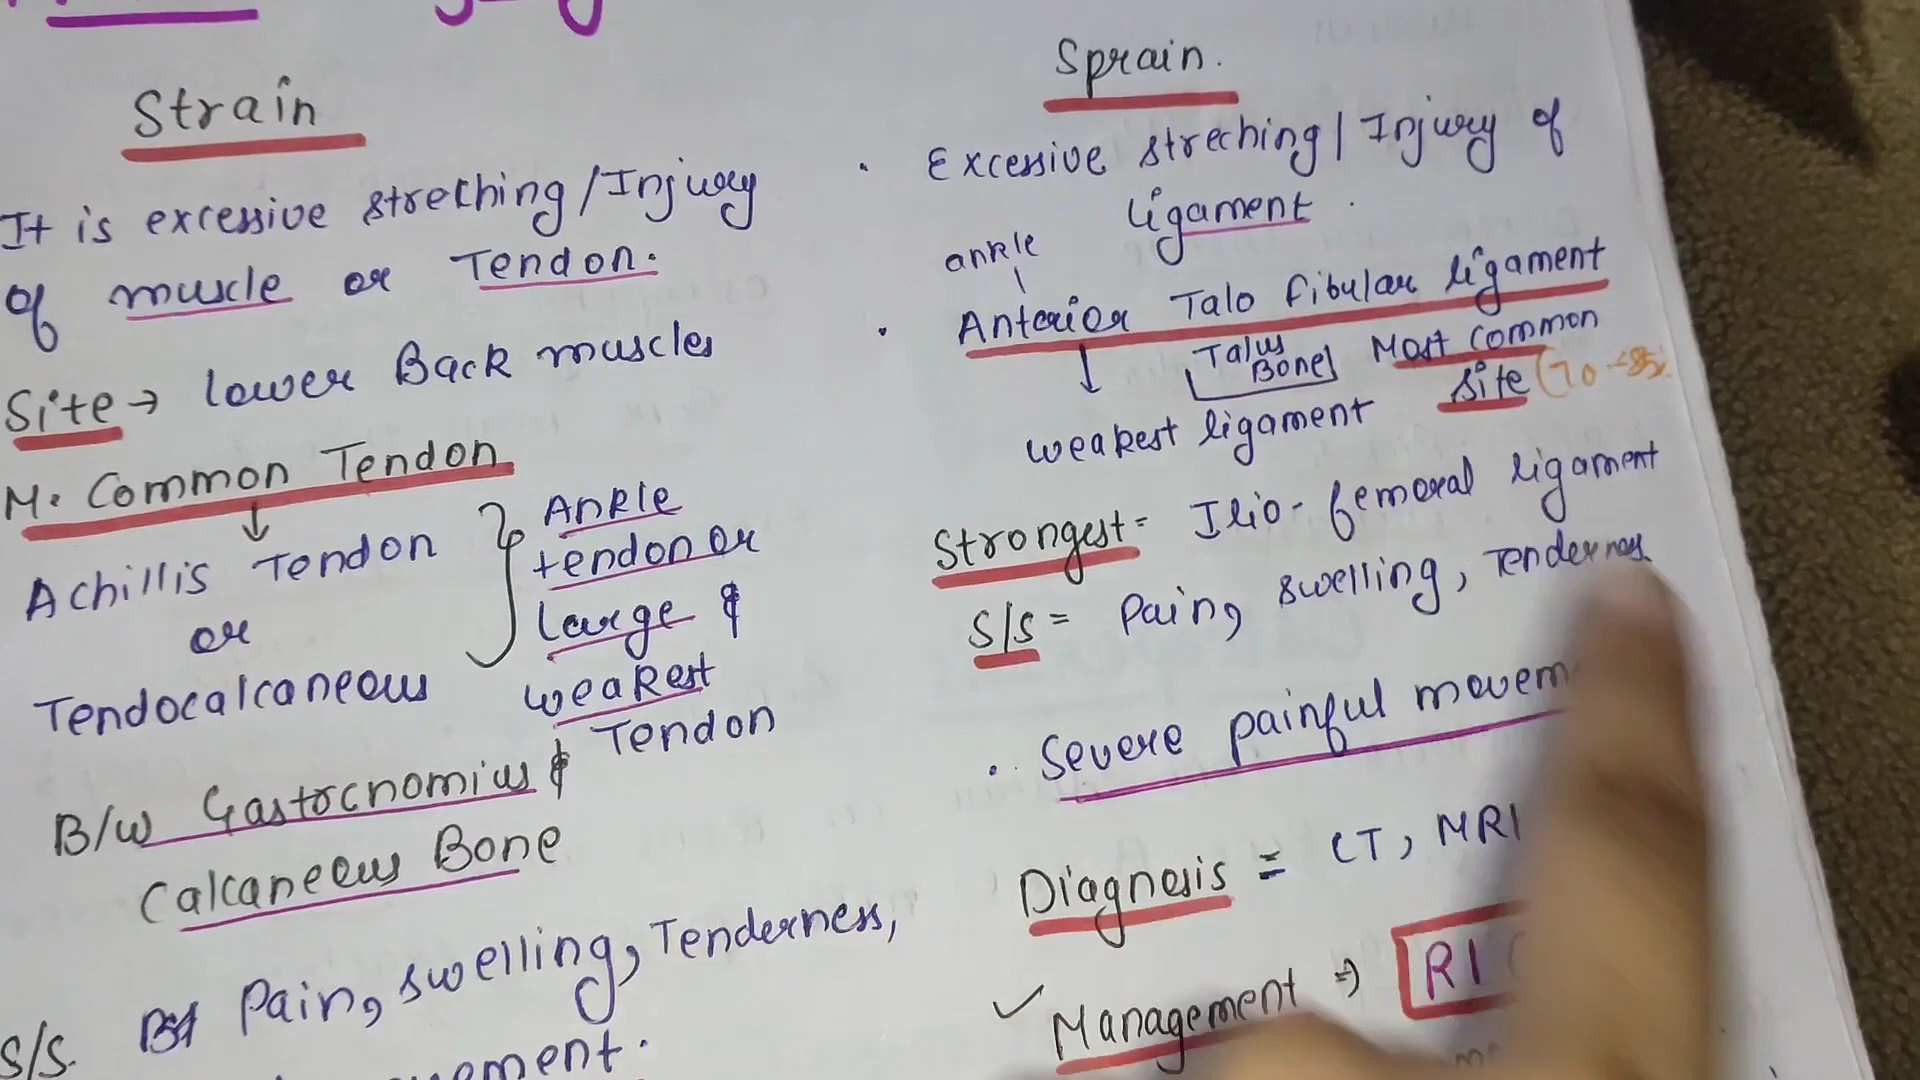 Strain
It is excessive streching/Injury
of muscle or Tendon.
Site → lower Back muscles
M. Common Tendon
↓
Achillis Tendon
or
Tendocalcaneous
Ankle
tendon or
Large &
weakest
Tendon
B/w Gastrocnomius &
Calcaneous Bone
S/S. Pain, swelling, Tenderness,
Sprain.
• Excessive streching/Injury of
ligament.
ankle
• Anterior Talo fibular ligament
↓ Talus Most common
Bone site (70-85%
weakest ligament
Strongest = Ilio-femoral ligament
S/S = Pain, swelling, Tenderness
• Severe painful movem
Diagnosis = CT, MRI
✓ Management ⇒ RI